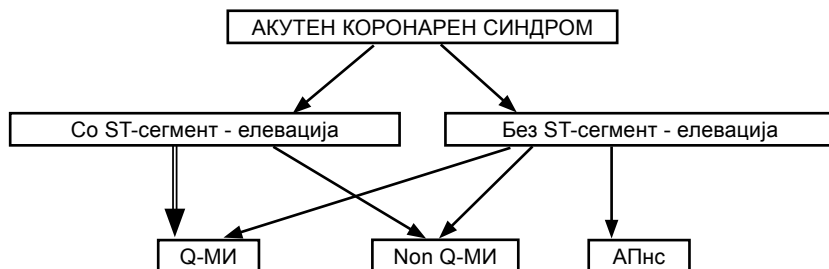 АКУТЕН КОРОНАРЕН СИНДРОМ
Со ST-сегмент - елевација
Без ST-сегмент - елевација
Q-МИ
Non Q-МИ
АПнс